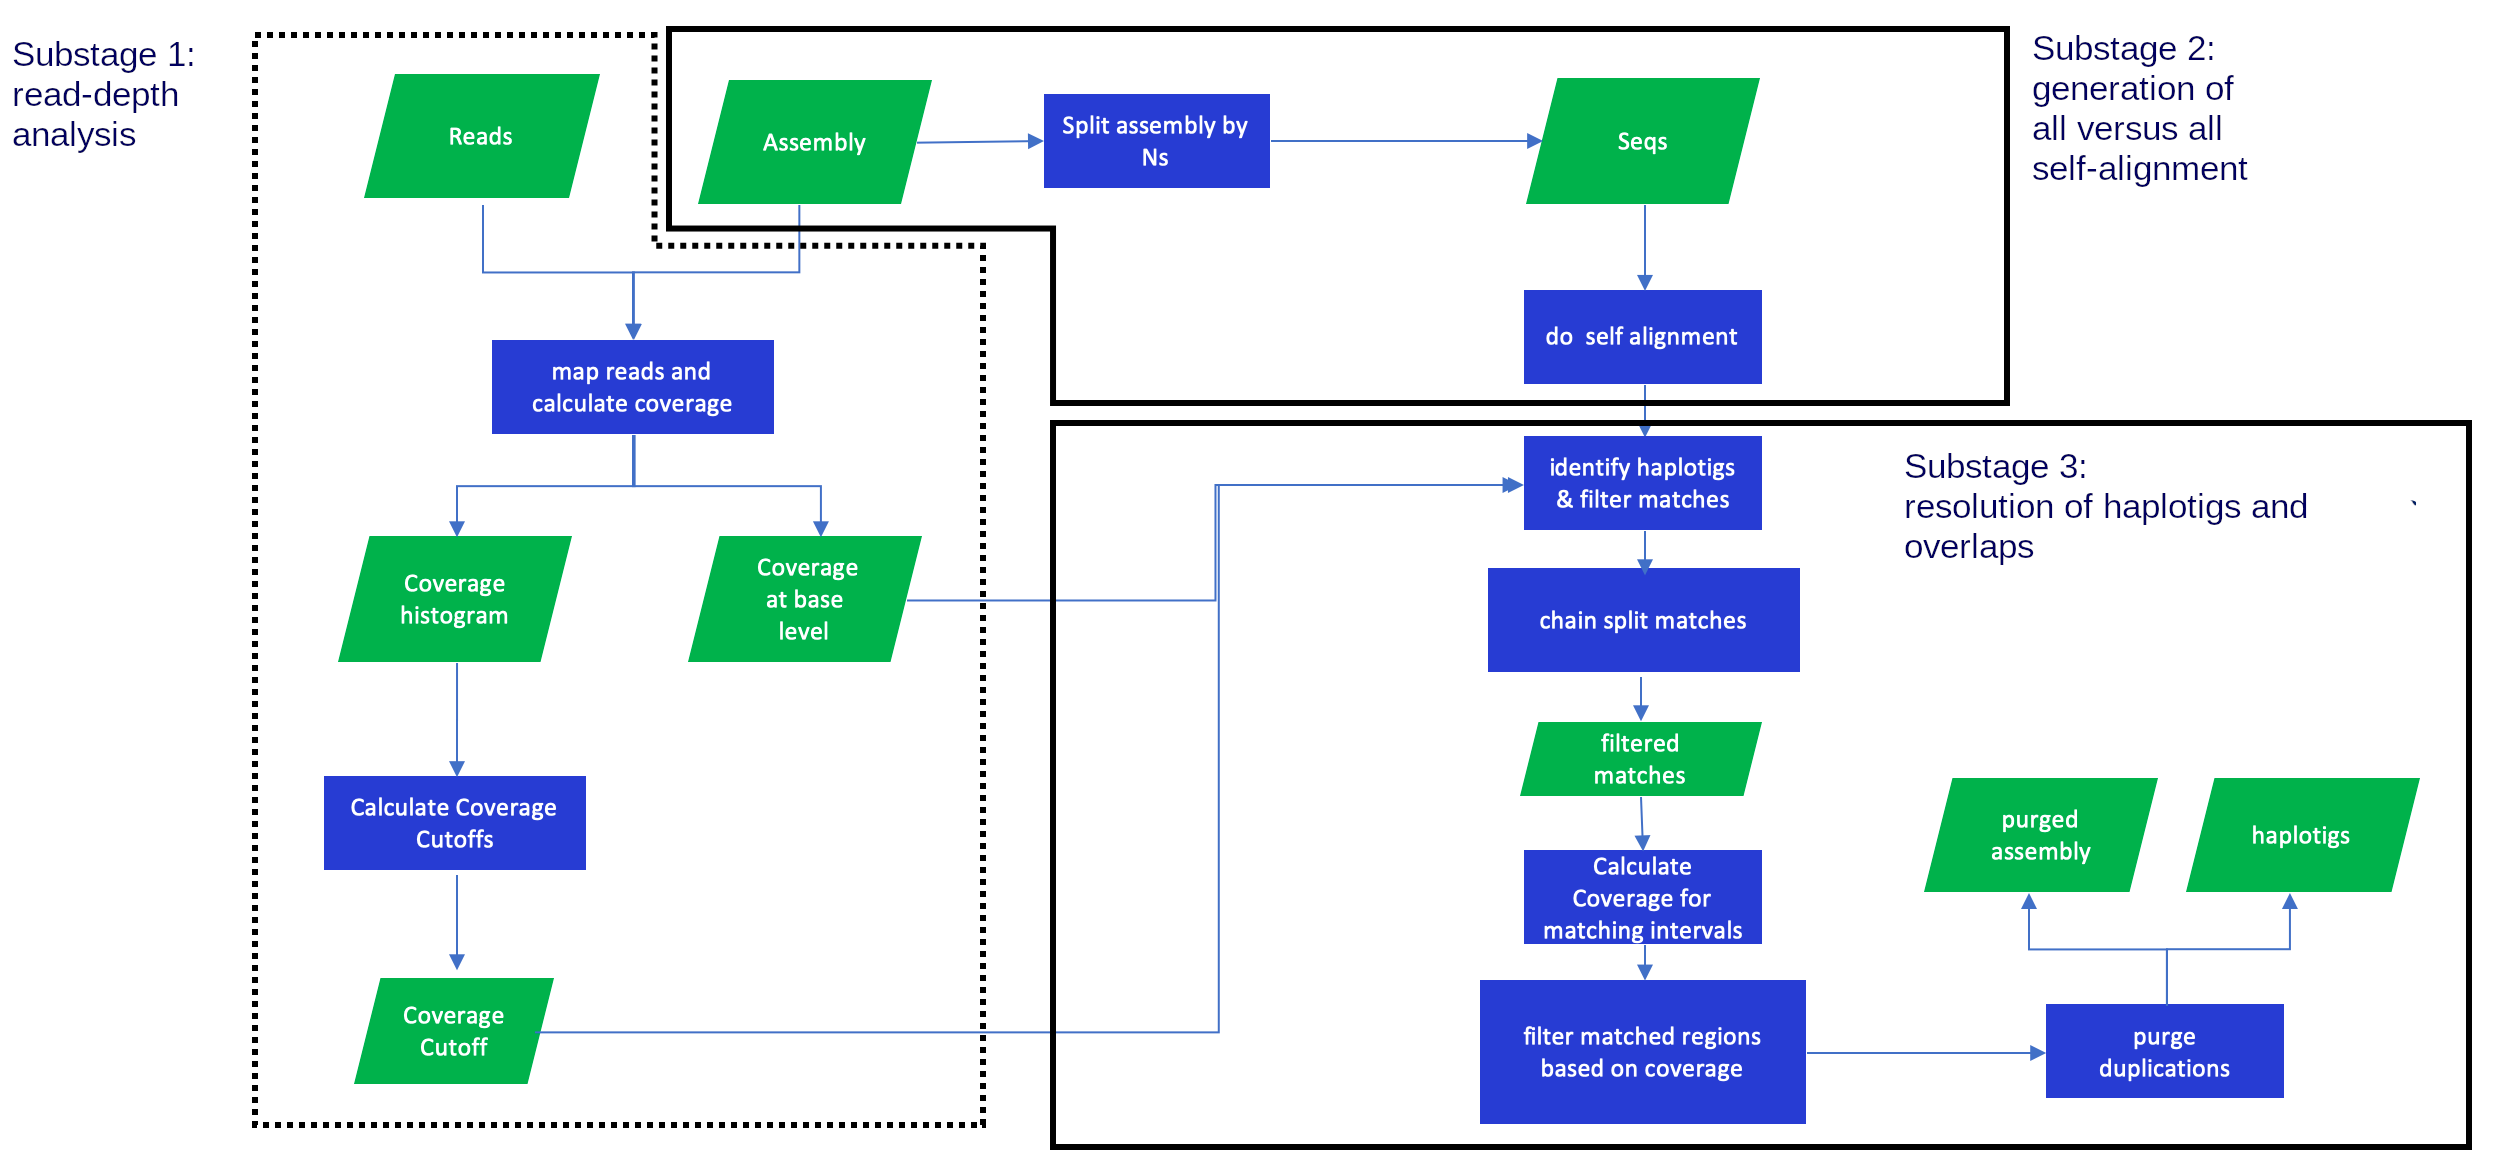 Substage 1:
read-depth
analysis
Reads
Assembly
Split assembly by
Ns
Seqs
Substage 2:
generation of
all versus all
self-alignment
do  self alignment
map reads and
calculate coverage
identify haplotigs
& filter matches
Substage 3:
resolution of haplotigs and
overlaps
Coverage
histogram
Coverage
at base
level
chain split matches
filtered
matches
Calculate Coverage
Cutoffs
purged
assembly
haplotigs
Calculate
Coverage for
matching intervals
Coverage
Cutoff
filter matched regions
based on coverage
purge
duplications